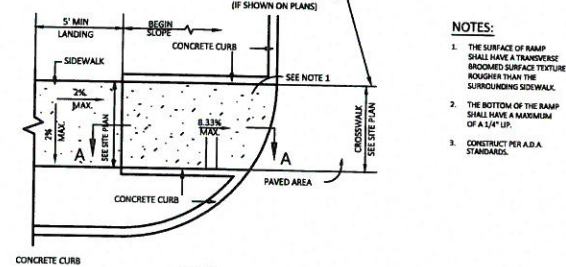 (IF SHOWN ON PLANS)
5' MIN
LANDING
BEGIN
SLOPE
CONCRETE CURB
SIDEWALK
SEE NOTE 1
2%
MAX.
2%
MAX.
SEE SITE PLAN
8.33%
MAX.
CROSSWALK
SEE SITE PLAN
A
A
PAVED AREA
CONCRETE CURB
CONCRETE CURB
NOTES:
1. THE SURFACE OF RAMP
SHALL HAVE A TRANSVERSE
BROOMED SURFACE TEXTURE
ROUGHER THAN THE
SURROUNDING SIDEWALK.
2. THE BOTTOM OF THE RAMP
SHALL HAVE A MAXIMUM
OF A 1/4" LIP.
3. CONSTRUCT PER A.D.A.
STANDARDS.